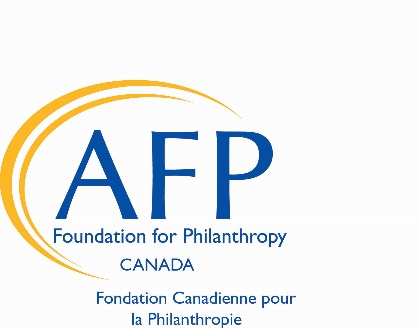 AFP
Foundation for Philanthropy
CANADA
Fondation Canadienne pour
la Philanthropie